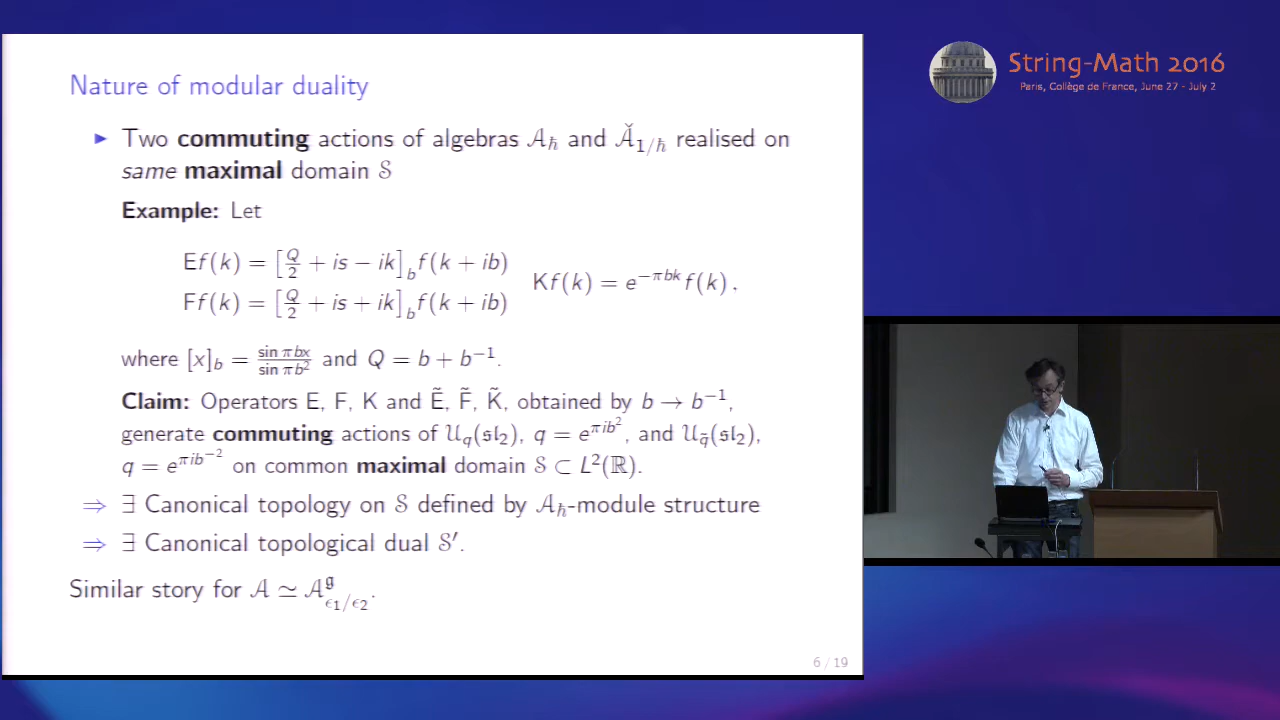 Nature of modular duality
► Two commuting actions of algebras 𝒜ℏ and 𝒜̌1/ℏ realised on
same maximal domain 𝒮
Example: Let
Ef(k) = [Q/2 + is − ik]_b f(k + ib)
Ff(k) = [Q/2 + is + ik]_b f(k + ib)
Kf(k) = e^{−πbk} f(k) .
where [x]_b = sin πbx / sin πb² and Q = b + b⁻¹.
Claim: Operators E, F, K and Ẽ, F̃, K̃, obtained by b → b⁻¹,
generate commuting actions of 𝒰_q(𝔰𝔩₂), q = e^{πib²}, and 𝒰_q̃(𝔰𝔩₂),
q = e^{πib⁻²} on common maximal domain 𝒮 ⊂ L²(ℝ).
⇒ ∃ Canonical topology on 𝒮 defined by 𝒜ℏ-module structure
⇒ ∃ Canonical topological dual 𝒮′.
Similar story for 𝒜 ≃ 𝒜^𝔤_{ϵ₁/ϵ₂}.
6 / 19
String-Math 2016
Paris, Collège de France, June 27 - July 2